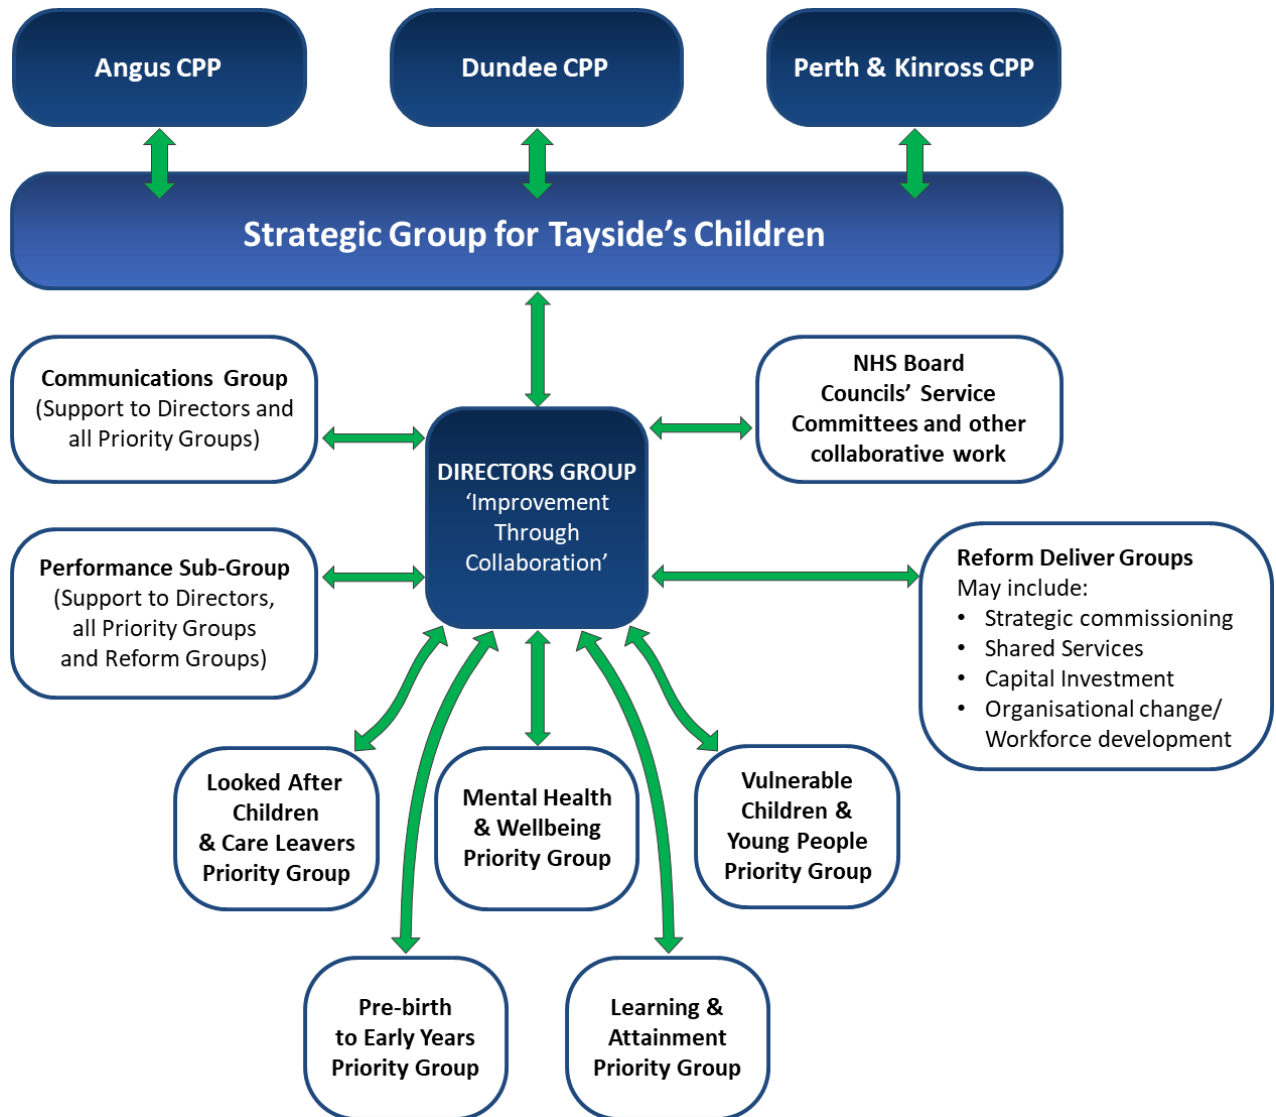 Angus CPP
Dundee CPP
Perth & Kinross CPP
Strategic Group for Tayside’s Children
Communications Group
(Support to Directors and
all Priority Groups)
NHS Board
Councils’ Service
Committees and other
collaborative work
DIRECTORS GROUP
‘Improvement
Through
Collaboration’
Performance Sub-Group
(Support to Directors,
all Priority Groups
and Reform Groups)
Reform Deliver Groups
May include:
• Strategic commissioning
• Shared Services
• Capital Investment
• Organisational change/
Workforce development
Looked After
Children
& Care Leavers
Priority Group
Mental Health
& Wellbeing
Priority Group
Vulnerable
Children &
Young People
Priority Group
Pre-birth
to Early Years
Priority Group
Learning &
Attainment
Priority Group